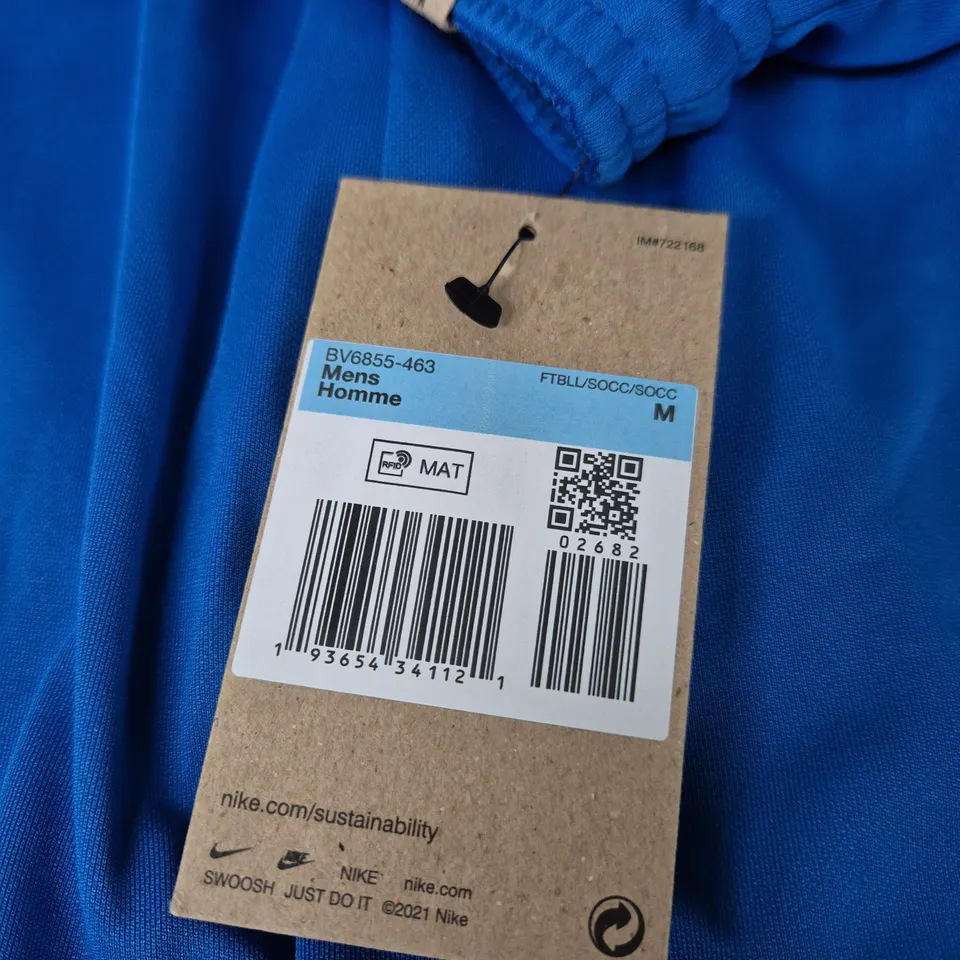 IM#722168
BV6855-463
Mens
Homme
FTBLL/SOCC/SOCC
M
RFID MAT
02682
1 93654 34112 1
nike.com/sustainability
NIKE nike.com
SWOOSH JUST DO IT ©2021 Nike